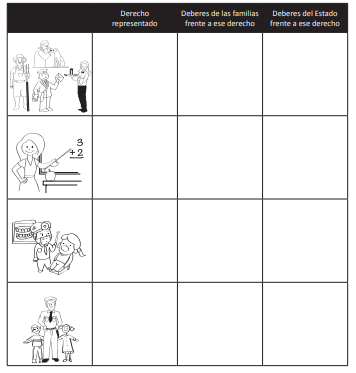 Derecho
representado
Deberes de las familias
frente a ese derecho
Deberes del Estado
frente a ese derecho
3
+2